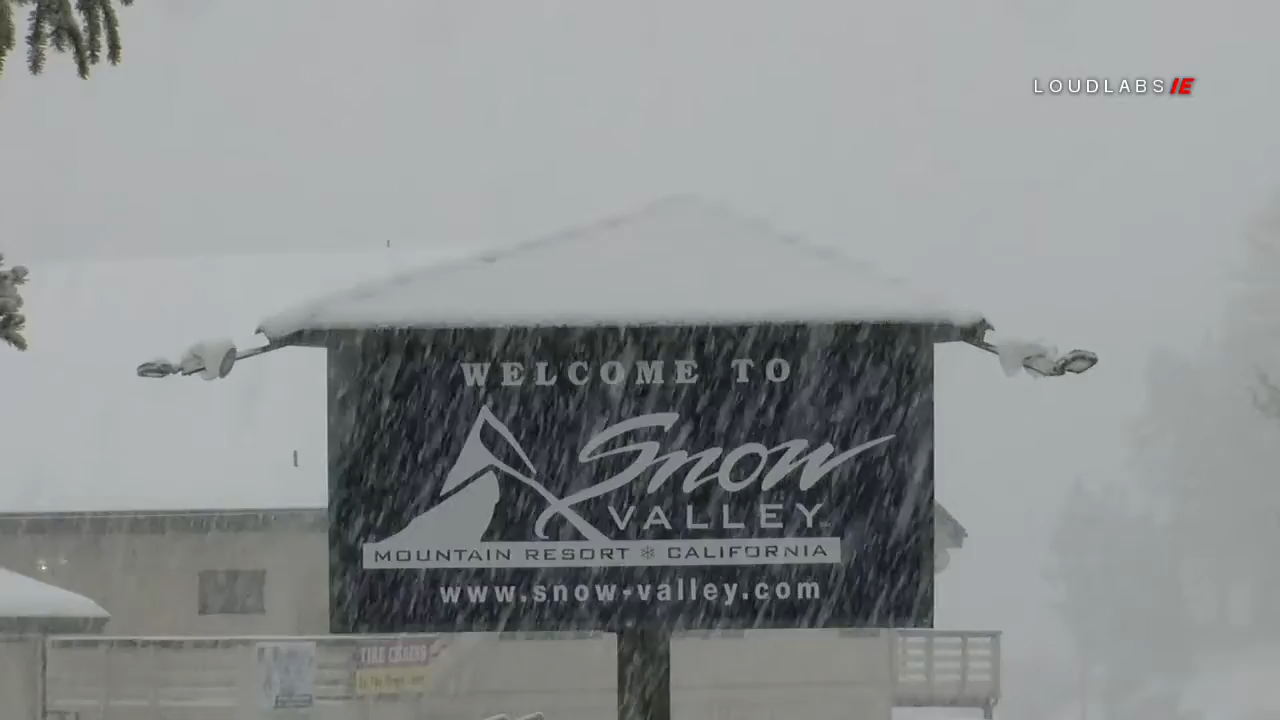 LOUDLABS IE
WELCOME TO
Snow
VALLEY
MOUNTAIN RESORT ❄ CALIFORNIA
www.snow-valley.com
TIRE CHAINS